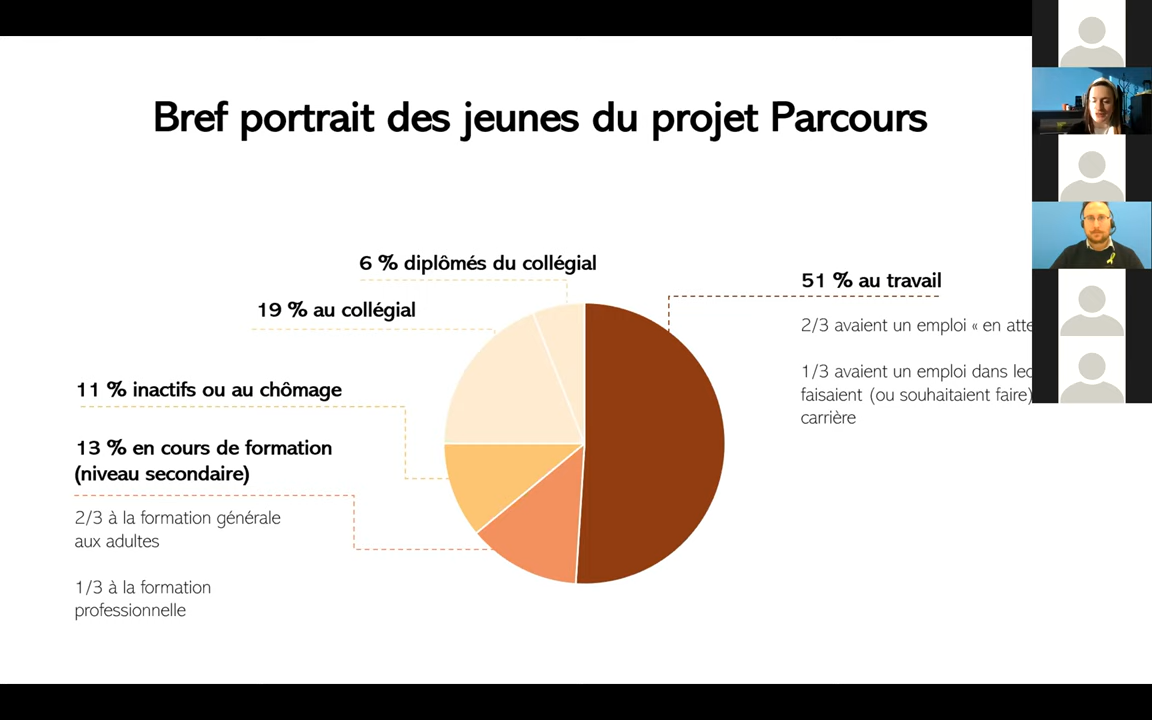 Bref portrait des jeunes du projet Parcours
6 % diplômés du collégial
19 % au collégial
11 % inactifs ou au chômage
13 % en cours de formation
(niveau secondaire)
2/3 à la formation générale
aux adultes
1/3 à la formation
professionnelle
51 % au travail
2/3 avaient un emploi « en atte
1/3 avaient un emploi dans leq
faisaient (ou souhaitaient faire)
carrière